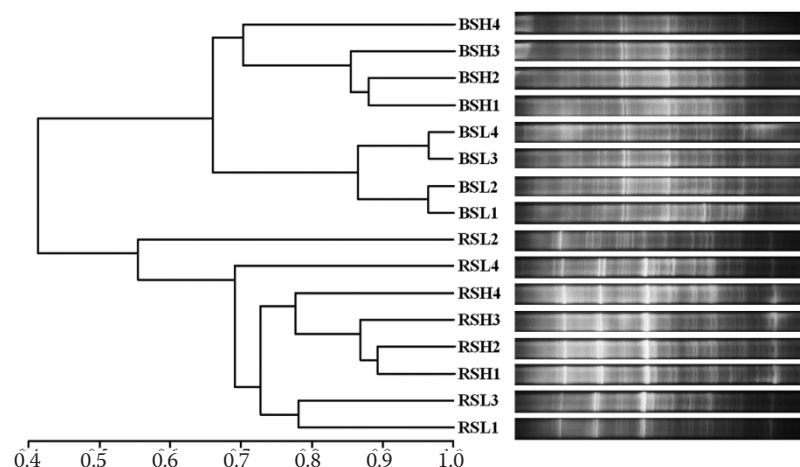 BSH4
BSH3
BSH2
BSH1
BSL4
BSL3
BSL2
BSL1
RSL2
RSL4
RSH4
RSH3
RSH2
RSH1
RSL3
RSL1
0.4 0.5 0.6 0.7 0.8 0.9 1.0